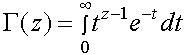 Γ(z) = ∫₀^∞ t^{z-1} e^{-t} dt